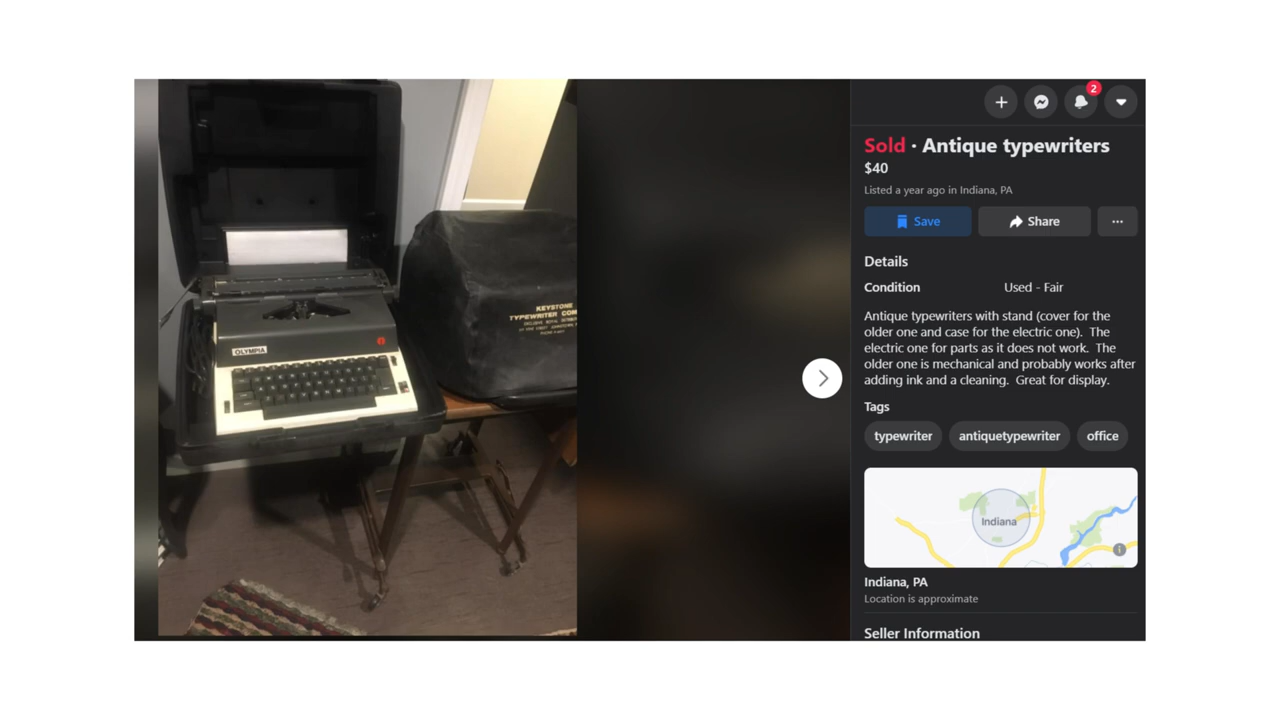 OLYMPIA
KEYSTONE
TYPEWRITER COM
2
Sold · Antique typewriters
$40
Listed a year ago in Indiana, PA
Save
Share
Details
Condition Used - Fair
Antique typewriters with stand (cover for the
older one and case for the electric one). The
electric one for parts as it does not work. The
older one is mechanical and probably works after
adding ink and a cleaning. Great for display.
Tags
typewriter antiquetypewriter office
Indiana
Indiana, PA
Location is approximate
Seller Information